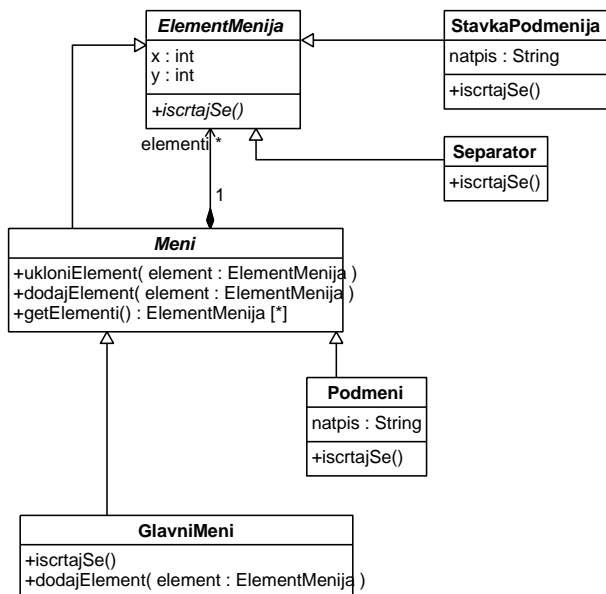 ElementMenija
x : int
y : int
+iscrtajSe()
StavkaPodmenija
natpis : String
+iscrtajSe()
Separator
+iscrtajSe()
elementi *
1
Meni
+ukloniElement( element : ElementMenija )
+dodajElement( element : ElementMenija )
+getElementi() : ElementMenija [*]
Podmeni
natpis : String
+iscrtajSe()
GlavniMeni
+iscrtajSe()
+dodajElement( element : ElementMenija )